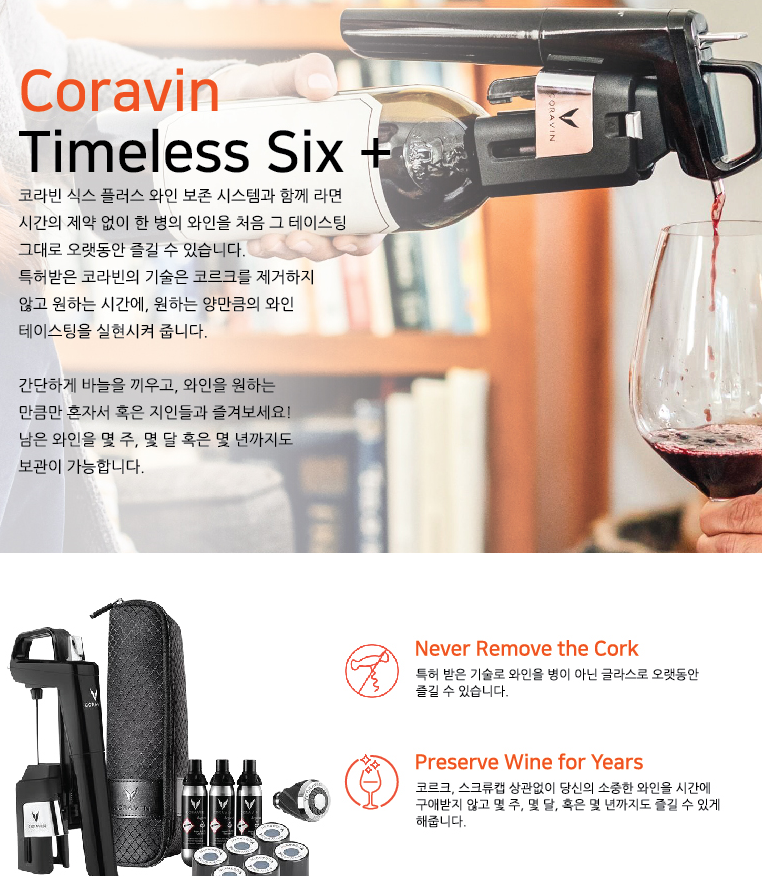 Coravin
Timeless Six +
코라빈 식스 플러스 와인 보존 시스템과 함께 라면
시간의 제약 없이 한 병의 와인을 처음 그 테이스팅
그대로 오랫동안 즐길 수 있습니다.
특허받은 코라빈의 기술은 코르크를 제거하지
않고 원하는 시간에, 원하는 양만큼의 와인
테이스팅을 실현시켜 줍니다.
간단하게 바늘을 끼우고, 와인을 원하는
만큼만 혼자서 혹은 지인들과 즐겨보세요!
남은 와인을 몇 주, 몇 달 혹은 몇 년까지도
보관이 가능합니다.
CORAVIN
Never Remove the Cork
특허 받은 기술로 와인을 병이 아닌 글라스로 오랫동안
즐길 수 있습니다.
Preserve Wine for Years
코르크, 스크류캡 상관없이 당신의 소중한 와인을 시간에
구애받지 않고 몇 주, 몇 달, 혹은 몇 년까지도 즐길 수 있게
해줍니다.
CORAVIN